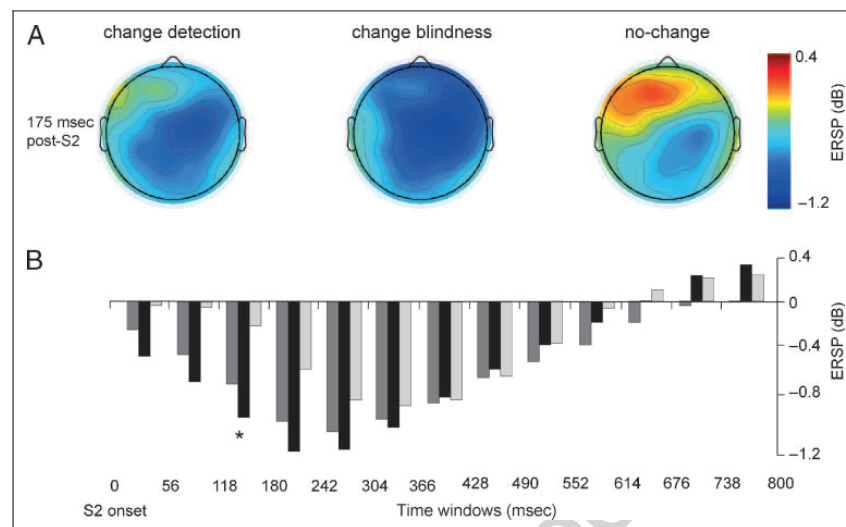 A
change detection
change blindness
no-change
175 msec
post-S2
0.4
ERSP (dB)
−1.2
B
0.4
0
−0.4
−0.8
−1.2
ERSP (dB)
*
0 56 118 180 242 304 366 428 490 552 614 676 738 800
S2 onset
Time windows (msec)